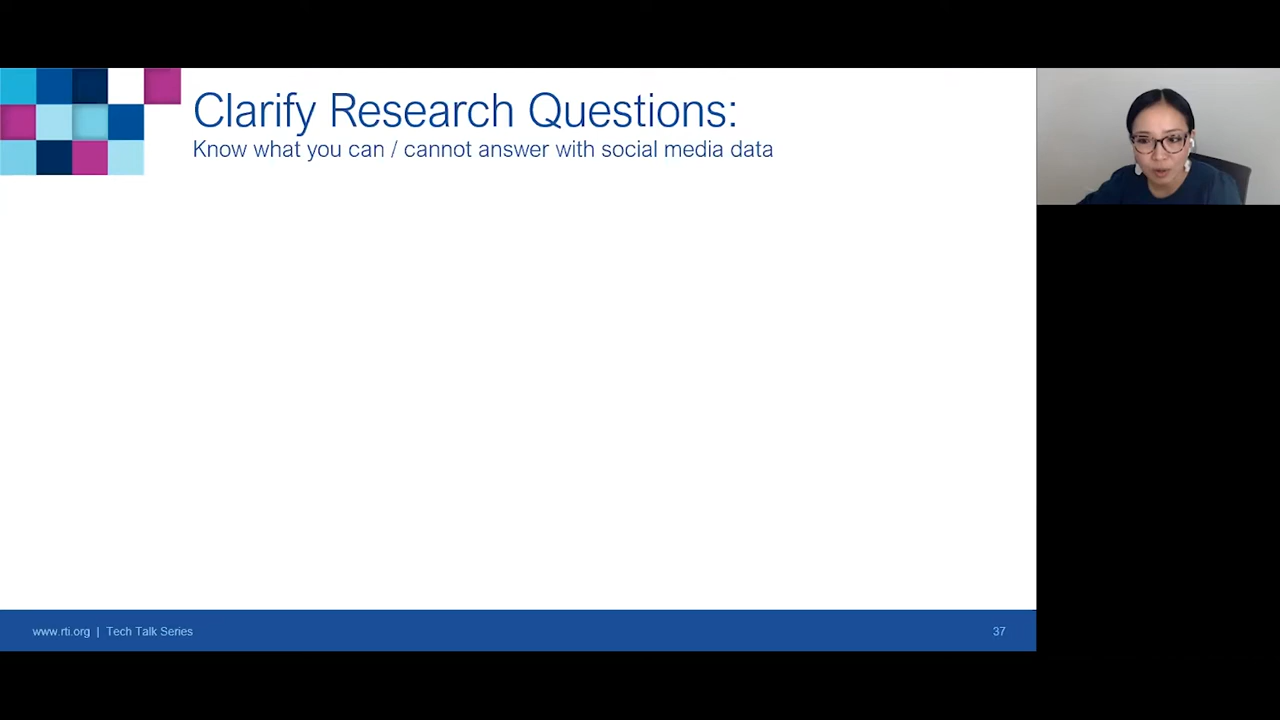 Clarify Research Questions:
Know what you can / cannot answer with social media data
www.rti.org | Tech Talk Series
37